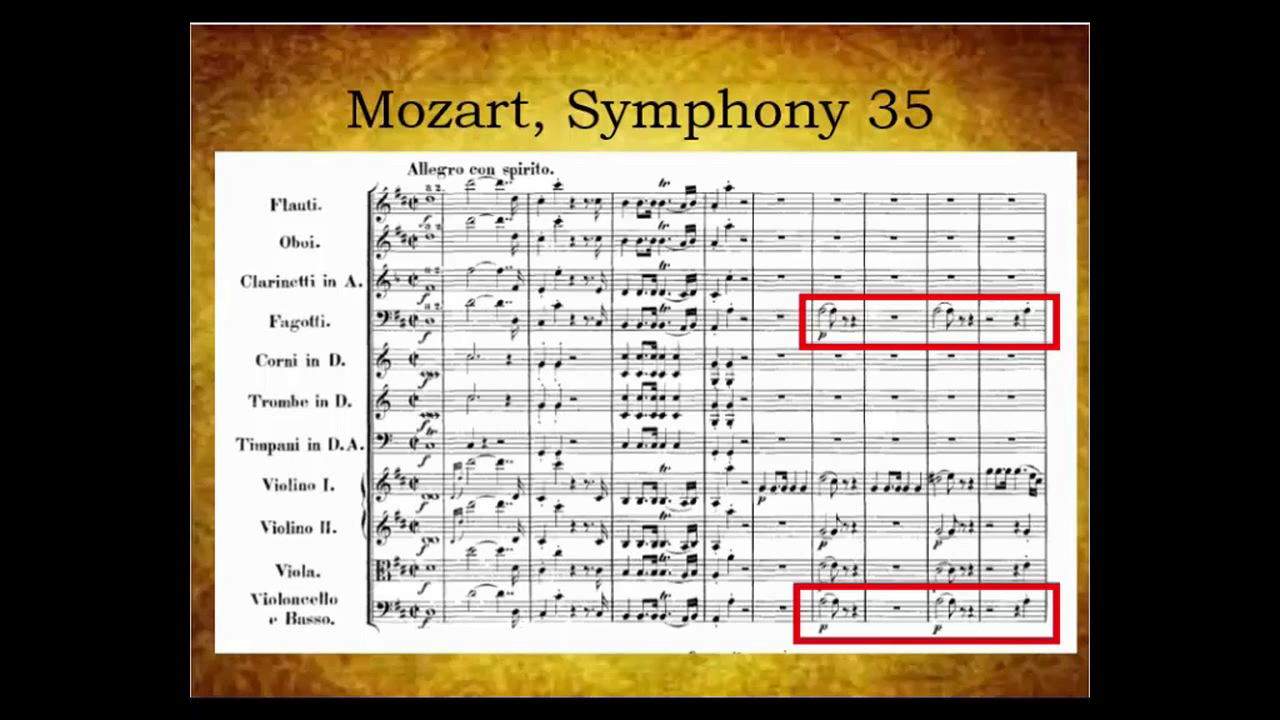 Mozart, Symphony 35
Allegro con spirito.
Flauti.
Oboi.
Clarinetti in A.
Fagotti.
Corni in D.
Trombe in D.
Timpani in D.A.
Violino I.
Violino II.
Viola.
Violoncello
e Basso.